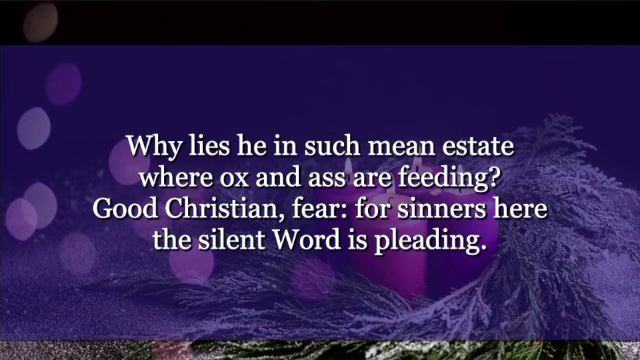 Why lies he in such mean estate
where ox and ass are feeding?
Good Christian, fear: for sinners here
the silent Word is pleading.